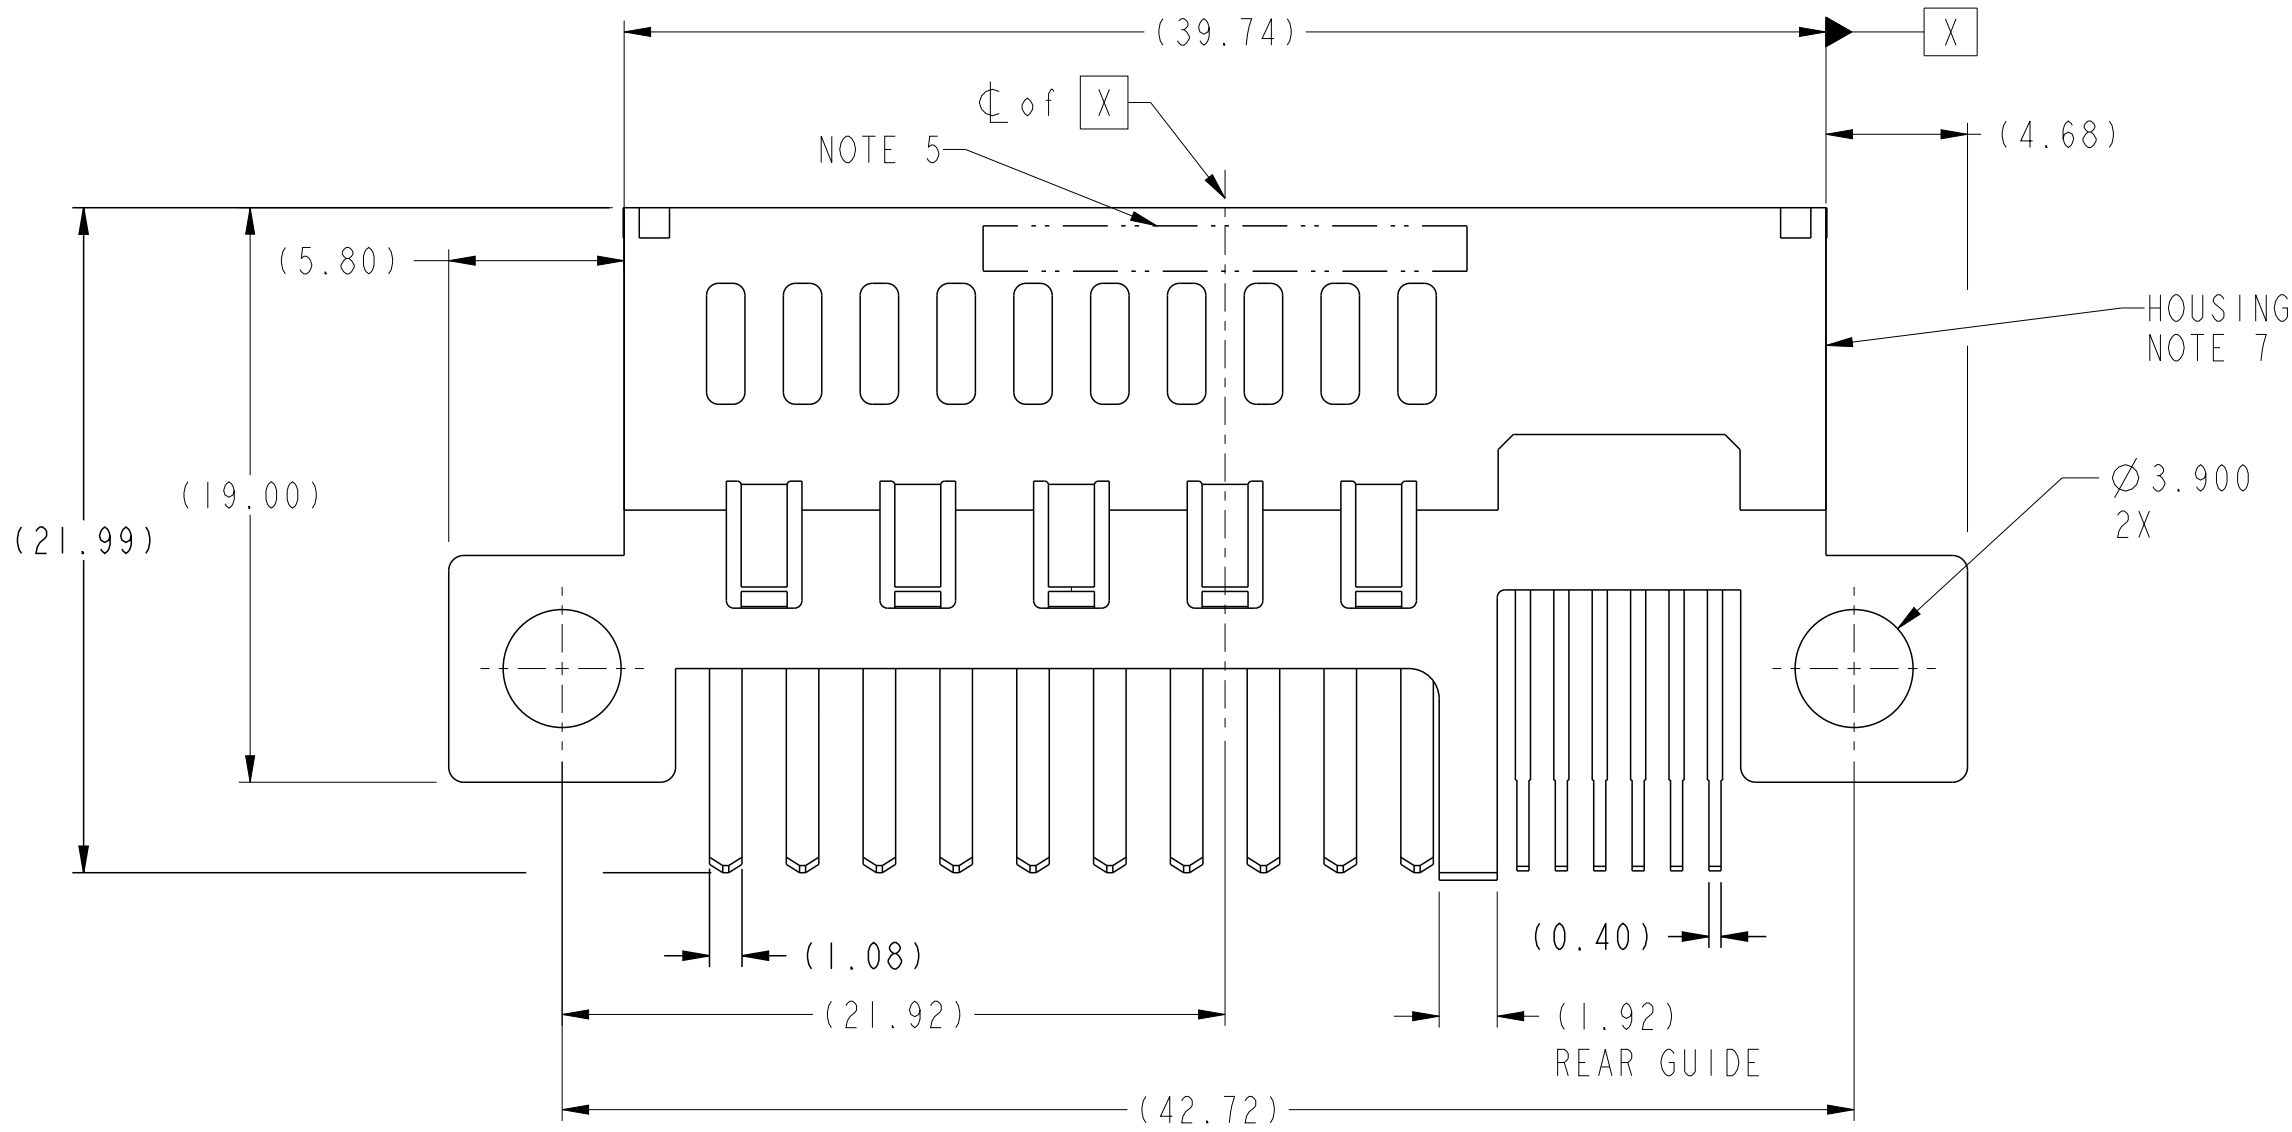 (39.74)
X
℄ of X
NOTE 5
(4.68)
(5.80)
HOUSING
NOTE 7
(19.00)
(21.99)
Ø3.900
2X
(1.08)
(0.40)
(21.92)
(1.92)
REAR GUIDE
(42.72)